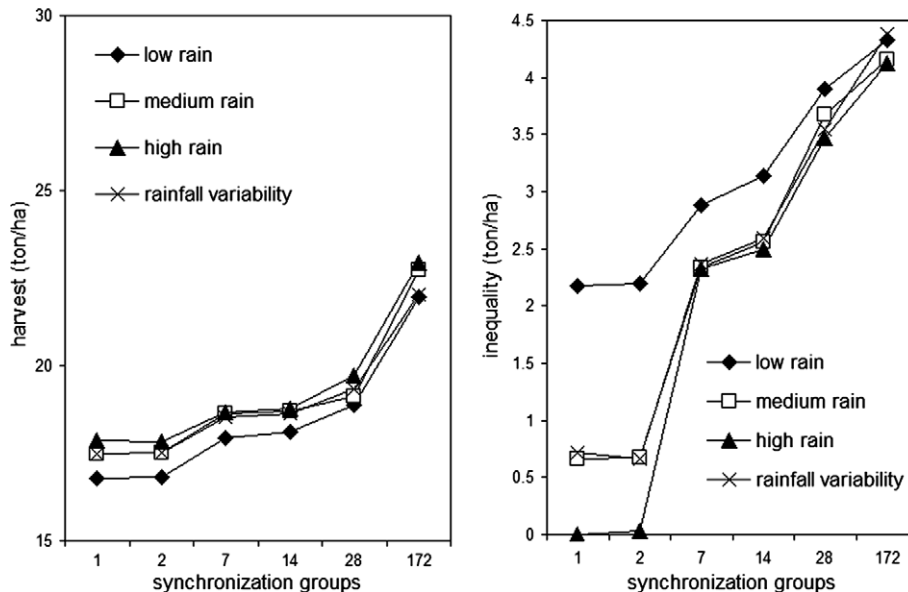 30
25
20
15
harvest (ton/ha)
low rain
medium rain
high rain
rainfall variability
1 2 7 14 28 172
synchronization groups
4.5
4
3.5
3
2.5
2
1.5
1
0.5
0
inequality (ton/ha)
low rain
medium rain
high rain
rainfall variability
1 2 7 14 28 172
synchronization groups